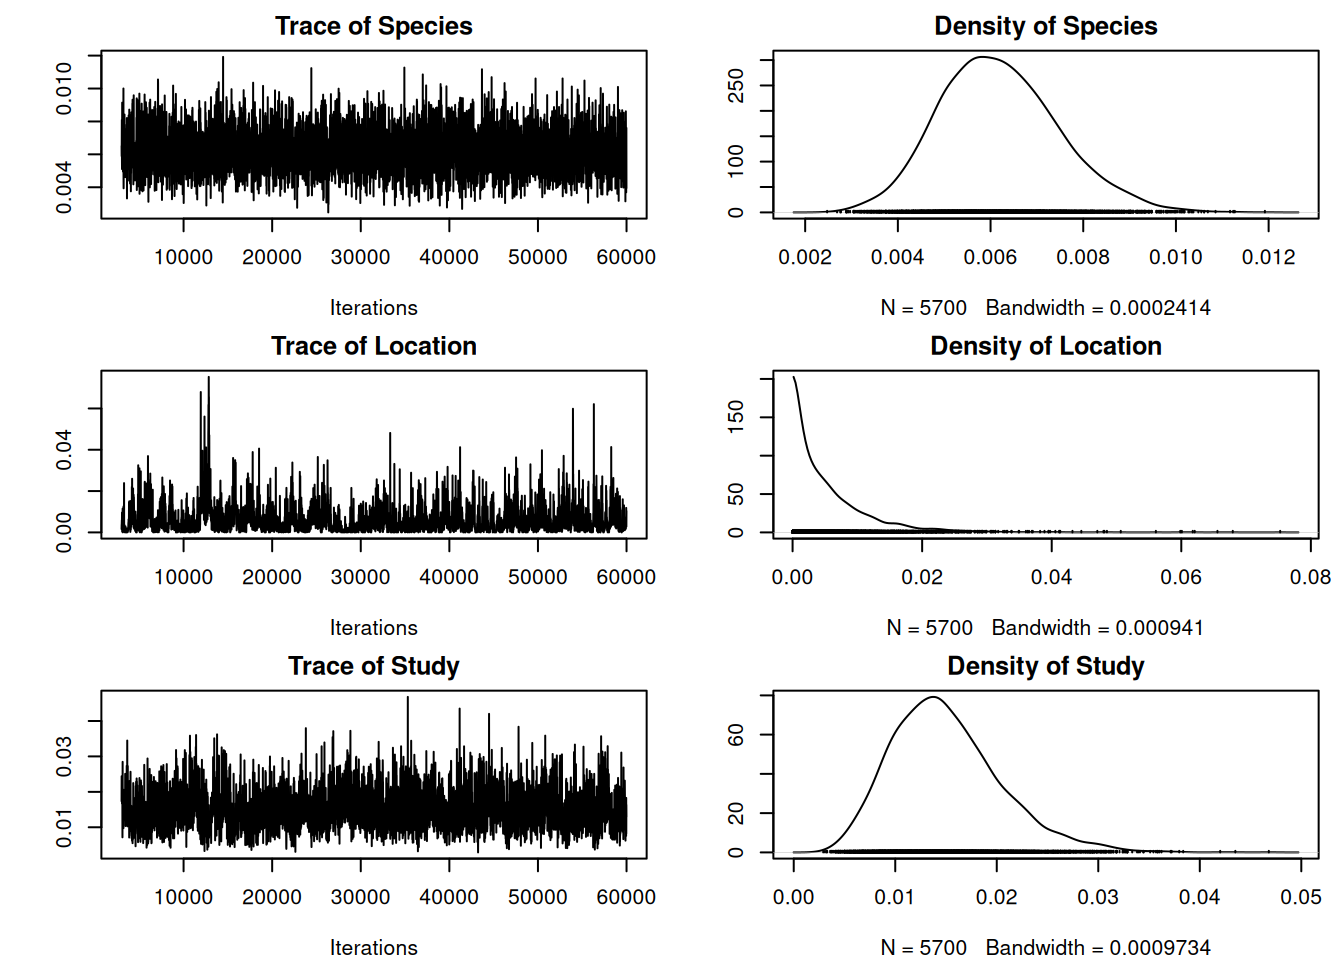 Trace of Species
0.004 0.010
10000 20000 30000 40000 50000 60000
Iterations
Density of Species
0 100 250
0.002 0.004 0.006 0.008 0.010 0.012
N = 5700 Bandwidth = 0.0002414
Trace of Location
0.00 0.04
10000 20000 30000 40000 50000 60000
Iterations
Density of Location
0 50 150
0.00 0.02 0.04 0.06 0.08
N = 5700 Bandwidth = 0.000941
Trace of Study
0.01 0.03
10000 20000 30000 40000 50000 60000
Iterations
Density of Study
0 20 60
0.00 0.01 0.02 0.03 0.04 0.05
N = 5700 Bandwidth = 0.0009734